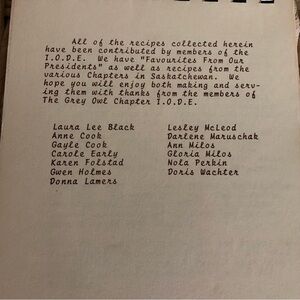 All of the recipes collected herein
have been contributed by members of the
I.O.D.E. We have "Favourites From Our
Presidents" as well as recipes from the
various Chapters in Saskatchewan. We
hope you will enjoy both making and serv-
ing them with thanks from the members of
The Grey Owl Chapter I.O.D.E.
Laura Lee Black Lesley McLeod
Anne Cook Darlene Maruschak
Gayle Cook Ann Milos
Carole Early Gloria Milos
Karen Folstad Nola Perkin
Gwen Holmes Doris Wachter
Donna Lamers